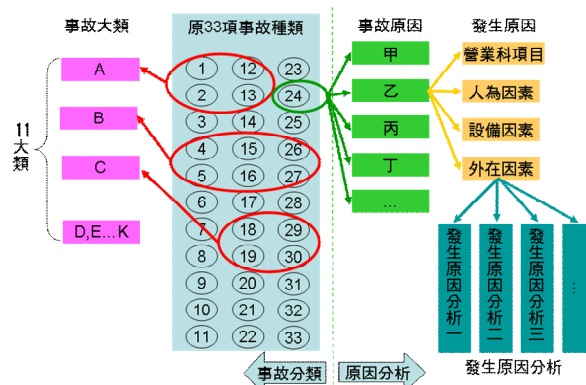 事故大類
原33項事故種類
事故原因
發生原因
11大類
A
B
C
D,E...K
1 12 23
2 13 24
3 14 25
4 15 26
5 16 27
6 17 28
7 18 29
8 19 30
9 20 31
10 21 32
11 22 33
甲
乙
丙
丁
...
營業科項目
人為因素
設備因素
外在因素
發生原因分析一
發生原因分析二
發生原因分析三
...
發生原因分析
事故分類
原因分析